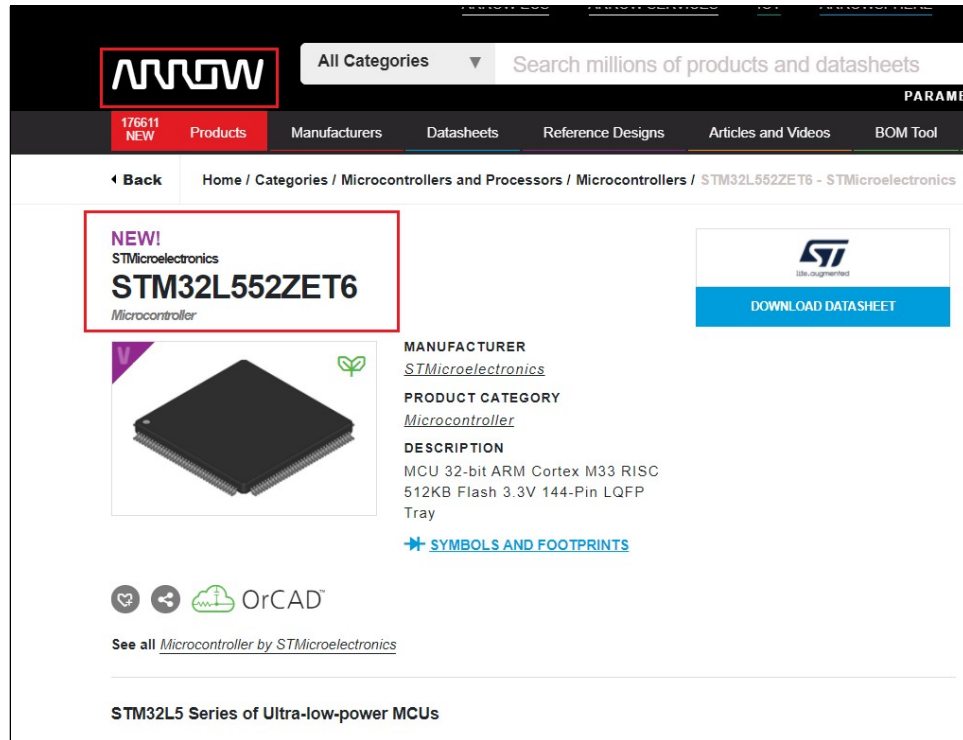 ARROW
All Categories ▼ Search millions of products and datasheets
176611
NEW
Products Manufacturers Datasheets Reference Designs Articles and Videos BOM Tool
Back Home / Categories / Microcontrollers and Processors / Microcontrollers / STM32L552ZET6 - STMicroelectronics
NEW!
STMicroelectronics
STM32L552ZET6
Microcontroller
ST
life.augmented
DOWNLOAD DATASHEET
V
MANUFACTURER
STMicroelectronics
PRODUCT CATEGORY
Microcontroller
DESCRIPTION
MCU 32-bit ARM Cortex M33 RISC
512KB Flash 3.3V 144-Pin LQFP
Tray
SYMBOLS AND FOOTPRINTS
OrCAD™
See all Microcontroller by STMicroelectronics
STM32L5 Series of Ultra-low-power MCUs